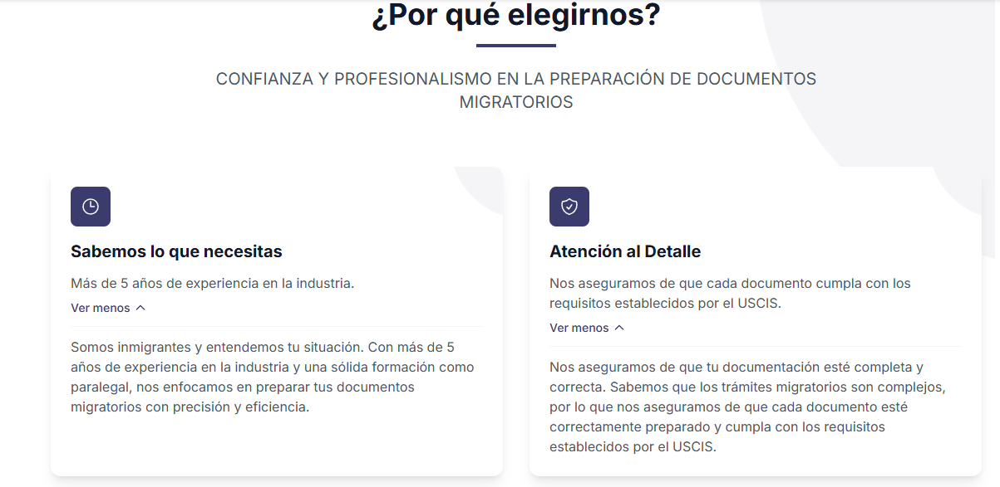 ¿Por qué elegirnos?
CONFIANZA Y PROFESIONALISMO EN LA PREPARACIÓN DE DOCUMENTOS
MIGRATORIOS
Sabemos lo que necesitas
Más de 5 años de experiencia en la industria.
Ver menos
Somos inmigrantes y entendemos tu situación. Con más de 5
años de experiencia en la industria y una sólida formación como
paralegal, nos enfocamos en preparar tus documentos
migratorios con precisión y eficiencia.
Atención al Detalle
Nos aseguramos de que cada documento cumpla con los
requisitos establecidos por el USCIS.
Ver menos
Nos aseguramos de que tu documentación esté completa y
correcta. Sabemos que los trámites migratorios son complejos,
por lo que nos aseguramos de que cada documento esté
correctamente preparado y cumpla con los requisitos
establecidos por el USCIS.